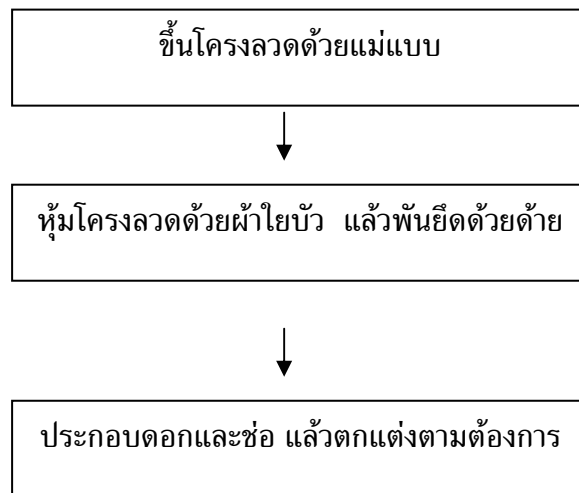 ขึ้นโครงลวดด้วยแม่แบบ
หุ้มโครงลวดด้วยผ้าใยบัว แล้วพันยึดด้วยด้าย
ประกอบดอกและช่อ แล้วตกแต่งตามต้องการ